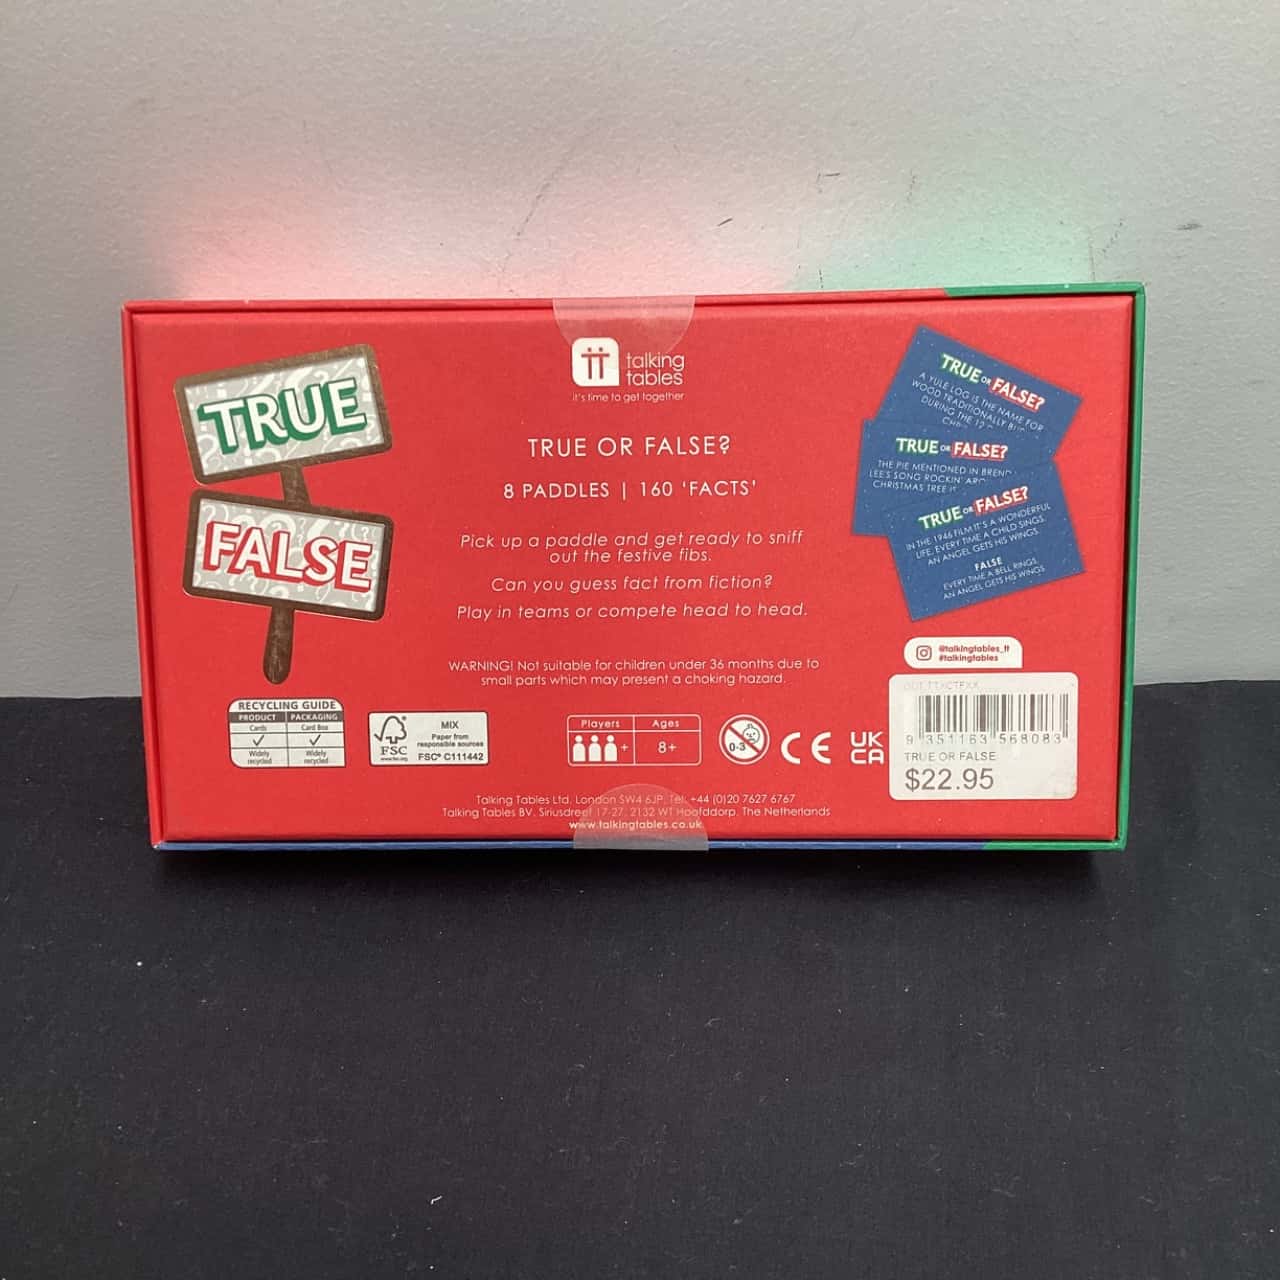 talking
tables
it's time to get together
TRUE OR FALSE?
8 PADDLES | 160 'FACTS'
Pick up a paddle and get ready to sniff
out the festive fibs.
Can you guess fact from fiction?
Play in teams or compete head to head.
WARNING! Not suitable for children under 36 months due to
small parts which may present a choking hazard.
TRUE
FALSE
TRUE OR FALSE?
A YULE LOG IS THE NAME FOR
WOOD TRADITIONALLY
DURING THE 12
TRUE OR FALSE?
THE PIE MENTIONED IN BREND
LEE'S SONG ROCKIN'
CHRISTMAS TREE
TRUE OR FALSE?
IN THE 1946 FILM IT'S A WONDERFUL
LIFE, EVERY TIME A CHILD SINGS,
AN ANGEL GETS HIS WINGS.
FALSE
EVERY TIME A BELL RINGS,
AN ANGEL GETS HIS WINGS
@talkingtables_tt
#talkingtables
RECYCLING GUIDE
PRODUCT PACKAGING
Cards Card Box
Widely recycled Widely recycled
FSC
www.fsc.org
MIX
Paper from
responsible sources
FSC® C111442
Players Ages
+ 8+
0-3
CE
UK
CA
9 351163 568083
TRUE OR FALSE
$22.95
Talking Tables Ltd. London SW4 6JP. Tel: +44 (0)20 7627 6767
Talking Tables BV. Siriusdreef 17-27, 2132 WT Hoofddorp, The Netherlands
www.talkingtables.co.uk